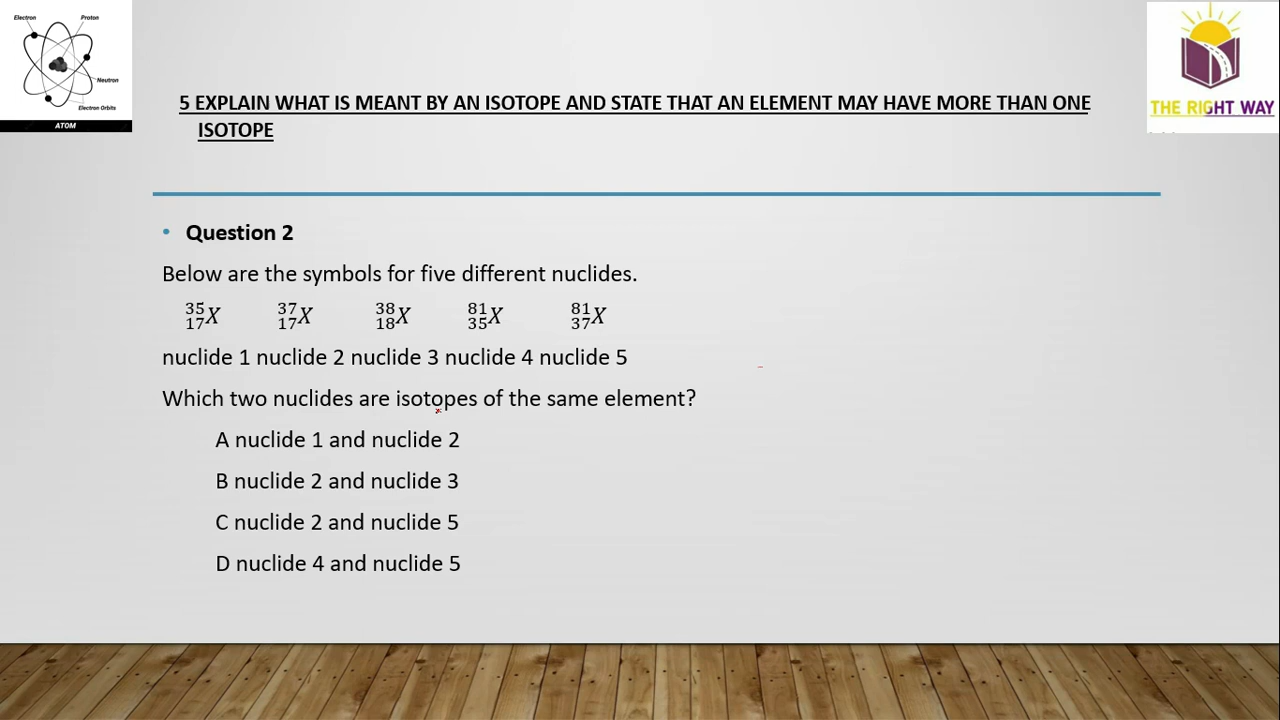 Electron
Proton
Neutron
Electron Orbits
ATOM
THE RIGHT WAY
5 EXPLAIN WHAT IS MEANT BY AN ISOTOPE AND STATE THAT AN ELEMENT MAY HAVE MORE THAN ONE
ISOTOPE
• Question 2
Below are the symbols for five different nuclides.
³⁵₁₇X ³⁷₁₇X ³⁸₁₈X ⁸¹₃₅X ⁸¹₃₇X
nuclide 1 nuclide 2 nuclide 3 nuclide 4 nuclide 5
Which two nuclides are isotopes of the same element?
A nuclide 1 and nuclide 2
B nuclide 2 and nuclide 3
C nuclide 2 and nuclide 5
D nuclide 4 and nuclide 5